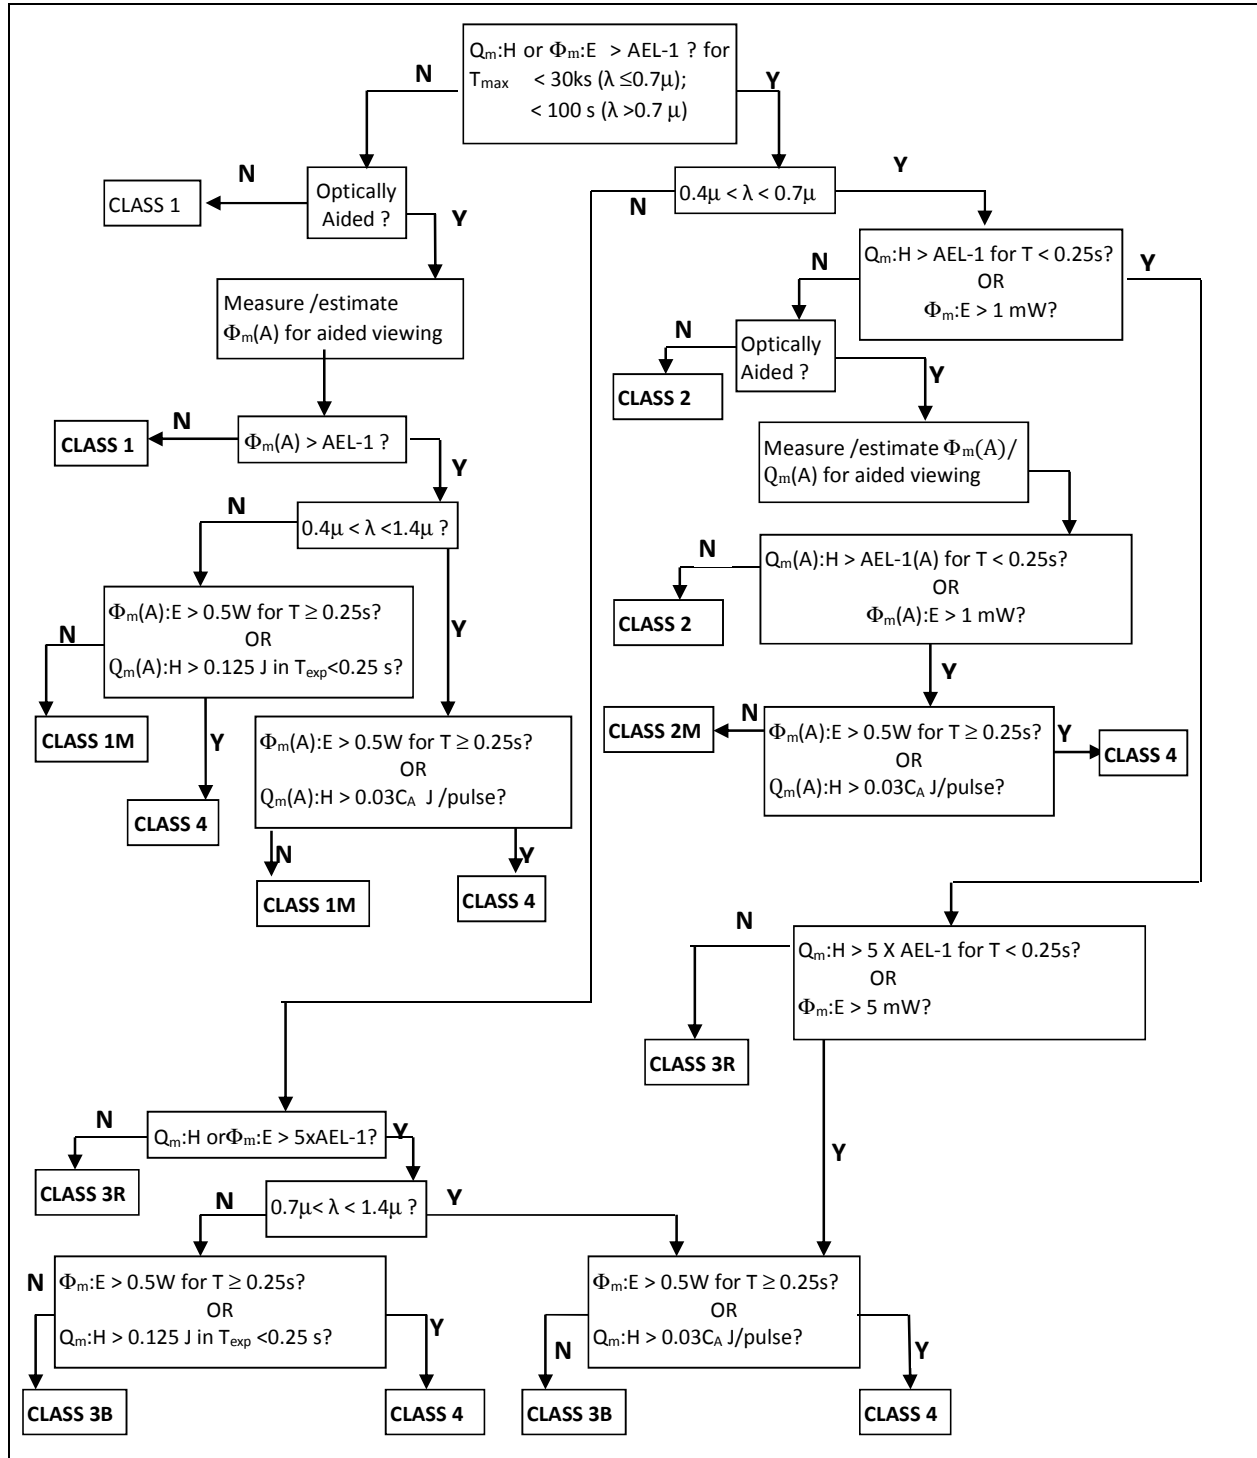 Qm:H or Φm:E > AEL-1 ? for
Tmax < 30ks (λ ≤0.7μ);
< 100 s (λ >0.7 μ)
N
Y
Optically
Aided ?
N
CLASS 1
Y
0.4μ < λ < 0.7μ
N
Y
Measure /estimate
Φm(A) for aided viewing
Φm(A) > AEL-1 ?
N
CLASS 1
Y
0.4μ < λ <1.4μ ?
N
Y
Φm(A):E > 0.5W for T ≥ 0.25s?
OR
Qm(A):H > 0.125 J in Texp<0.25 s?
N
CLASS 1M
Y
CLASS 4
Φm(A):E > 0.5W for T ≥ 0.25s?
OR
Qm(A):H > 0.03CA J/pulse?
N
CLASS 1M
Y
CLASS 4
Qm:H > AEL-1 for T < 0.25s?
OR
Φm:E > 1 mW?
N
Y
Optically
Aided ?
N
CLASS 2
Y
Measure /estimate Φm(A)/
Qm(A) for aided viewing
Qm(A):H > AEL-1(A) for T < 0.25s?
OR
Φm(A):E > 1 mW?
N
CLASS 2
Y
Φm(A):E > 0.5W for T ≥ 0.25s?
OR
Qm(A):H > 0.03CA J/pulse?
N
CLASS 2M
Y
CLASS 4
Qm:H > 5 X AEL-1 for T < 0.25s?
OR
Φm:E > 5 mW?
N
CLASS 3R
Y
Qm:H orΦm:E > 5xAEL-1?
N
CLASS 3R
Y
0.7μ< λ < 1.4μ ?
N
Y
Φm:E > 0.5W for T ≥ 0.25s?
OR
Qm:H > 0.125 J in Texp <0.25 s?
N
CLASS 3B
Y
CLASS 4
Φm:E > 0.5W for T ≥ 0.25s?
OR
Qm:H > 0.03CA J/pulse?
N
CLASS 3B
Y
CLASS 4